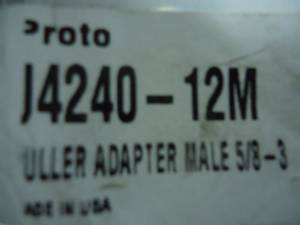 Proto
J4240-12M
ULLER ADAPTER MALE 5/8-3
ADE IN USA